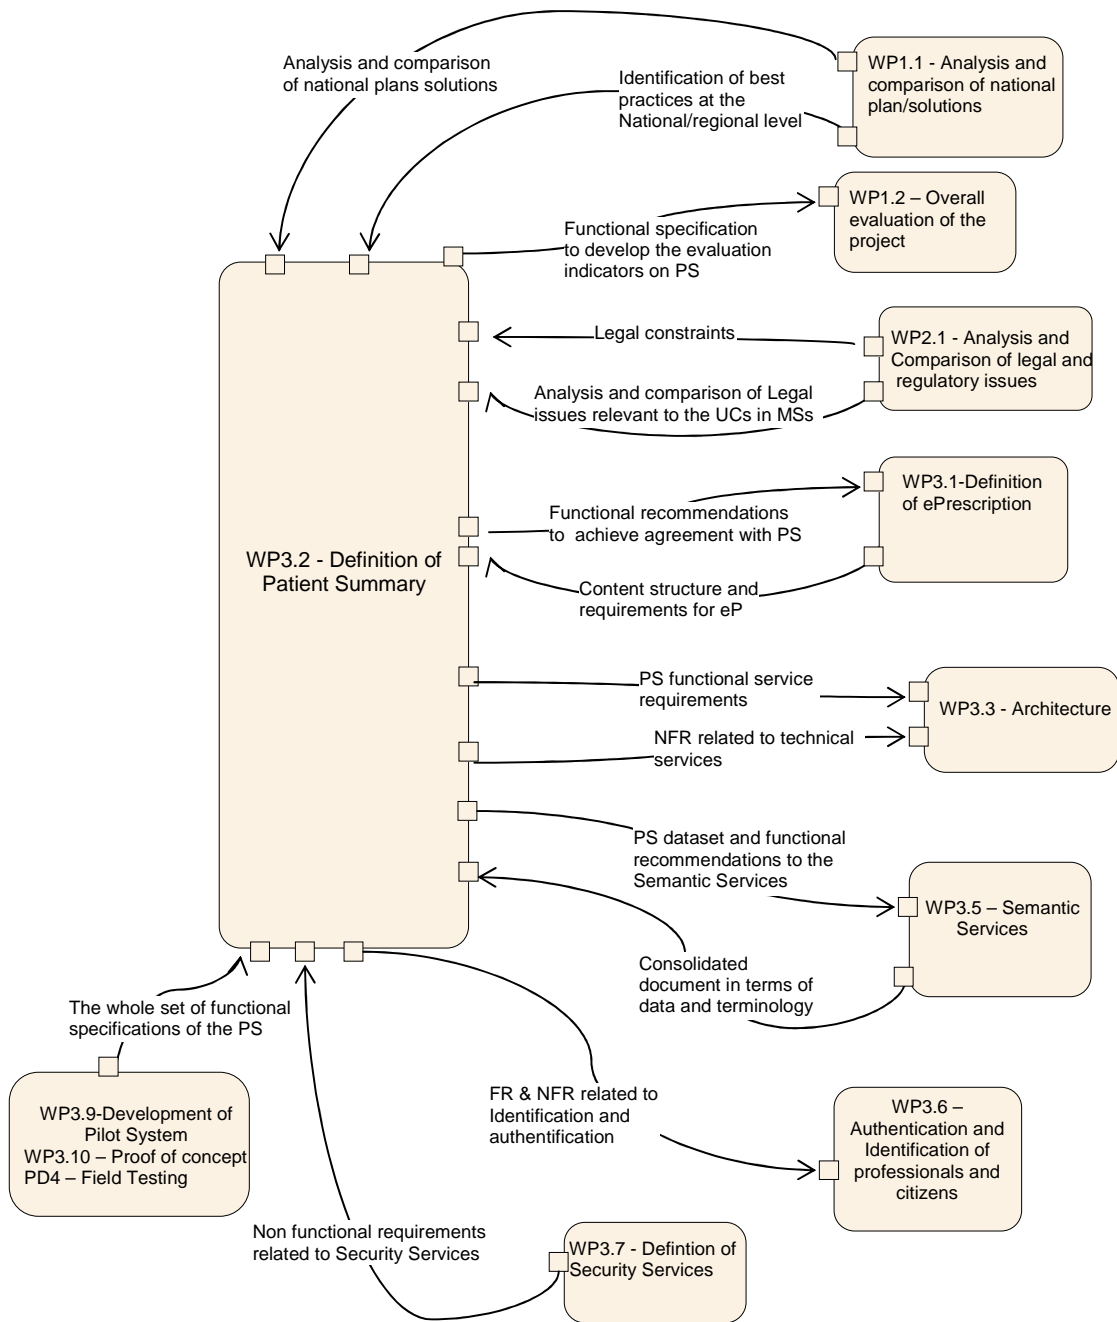 Analysis and comparison
of national plans solutions
Identification of best
practices at the
National/regional level
WP1.1 - Analysis and
comparison of national
plan/solutions
WP1.2 – Overall
evaluation of the
project
Functional specification
to develop the evaluation
indicators on PS
Legal constraints
WP2.1 - Analysis and
Comparison of legal and
regulatory issues
Analysis and comparison of Legal
issues relevant to the UCs in MSs
WP3.1-Definition
of ePrescription
Functional recommendations
to achieve agreement with PS
WP3.2 - Definition of
Patient Summary
Content structure and
requirements for eP
PS functional service
requirements
WP3.3 - Architecture
NFR related to technical
services
PS dataset and functional
recommendations to the
Semantic Services
WP3.5 – Semantic
Services
Consolidated
document in terms of
data and terminology
The whole set of functional
specifications of the PS
WP3.9-Development of
Pilot System
WP3.10 – Proof of concept
PD4 – Field Testing
FR & NFR related to
Identification and
authentification
WP3.6 –
Authentication and
Identification of
professionals and
citizens
Non functional requirements
related to Security Services
WP3.7 - Defintion of
Security Services